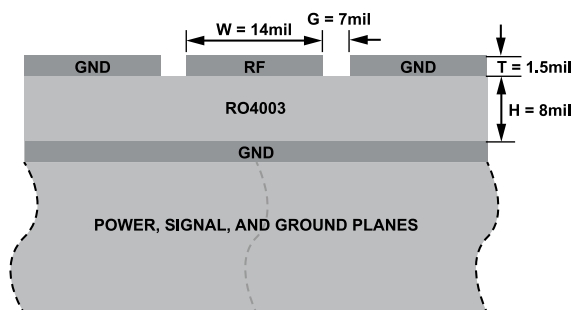 G = 7mil
W = 14mil
GND RF GND T = 1.5mil
RO4003 H = 8mil
GND
POWER, SIGNAL, AND GROUND PLANES